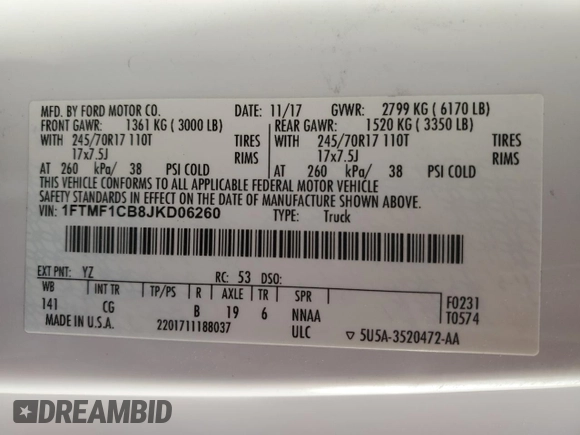 MFD. BY FORD MOTOR CO. DATE: 11/17 GVWR: 2799 KG ( 6170 LB)
FRONT GAWR: 1361 KG ( 3000 LB) REAR GAWR: 1520 KG ( 3350 LB)
WITH 245/70R17 110T TIRES WITH 245/70R17 110T TIRES
17x7.5J RIMS 17x7.5J RIMS
AT 260 kPa/ 38 PSI COLD AT 260 kPa/ 38 PSI COLD
THIS VEHICLE CONFORMS TO ALL APPLICABLE FEDERAL MOTOR VEHICLE
SAFETY STANDARDS IN EFFECT ON THE DATE OF MANUFACTURE SHOWN ABOVE.
VIN: 1FTMF1CB8JKD06260 TYPE: Truck
EXT PNT: YZ RC: 53 DSO:
WB INT TR TP/PS R AXLE TR SPR
141 CG B 19 6 NNAA F0231
T0574
MADE IN U.S.A. 2201711188037 ULC 5U5A-3520472-AA
DREAMBID